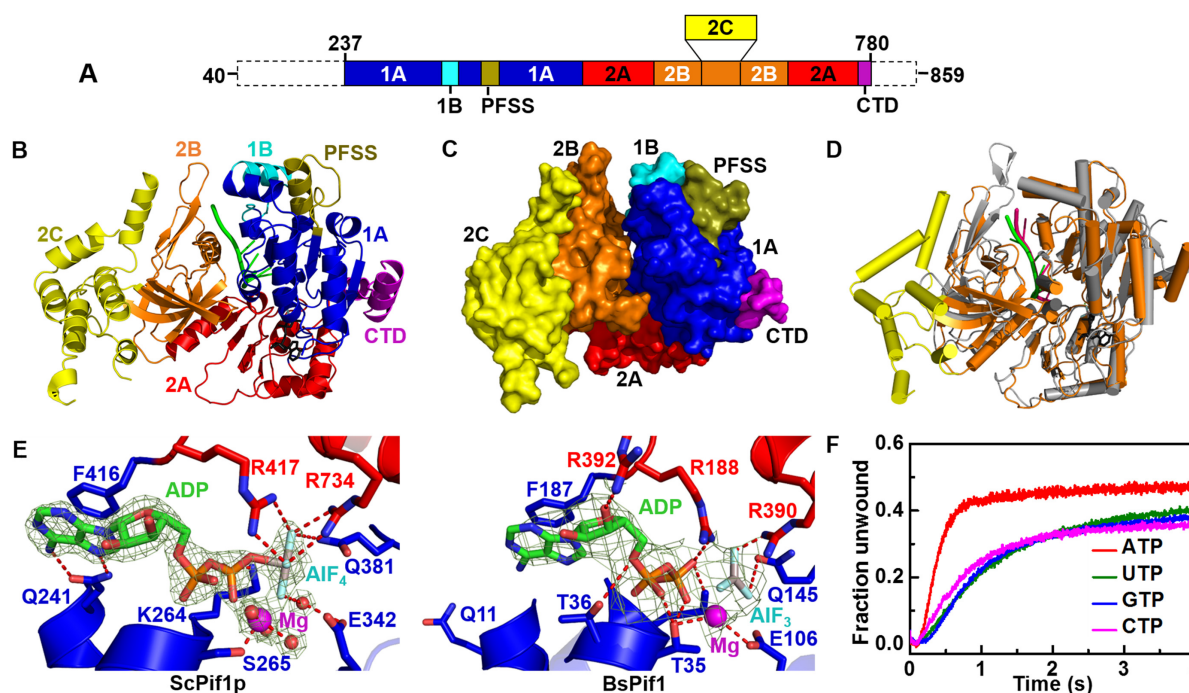 2C
237
780
A
40
1A
1A
2A
2B
2B
2A
859
1B
PFSS
CTD
B
2B
1B
PFSS
2C
1A
CTD
2A
C
2B
1B
PFSS
2C
1A
CTD
2A
D
E
F416
R417
R734
ADP
Q381
AlF4
Q241
K264
Mg
E342
S265
ScPif1p
R392
R188
F187
ADP
R390
Q145
T36
Q11
AlF3
Mg
E106
T35
BsPif1
F
0.6
0.4
0.2
0.0
Fraction unwound
ATP
UTP
GTP
CTP
0 1 2 3
Time (s)